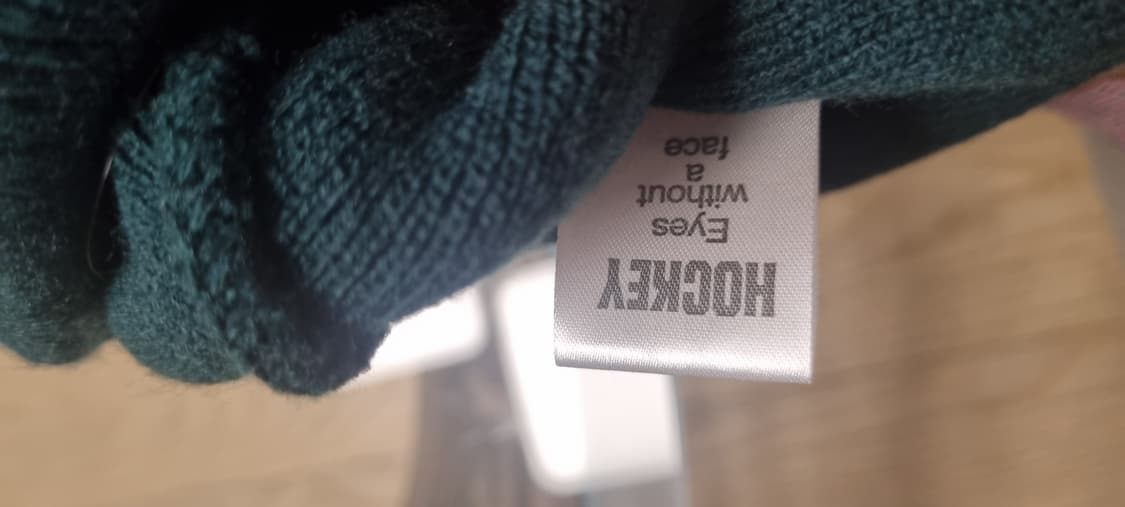 HOCKEY
Eyes
without
a
face